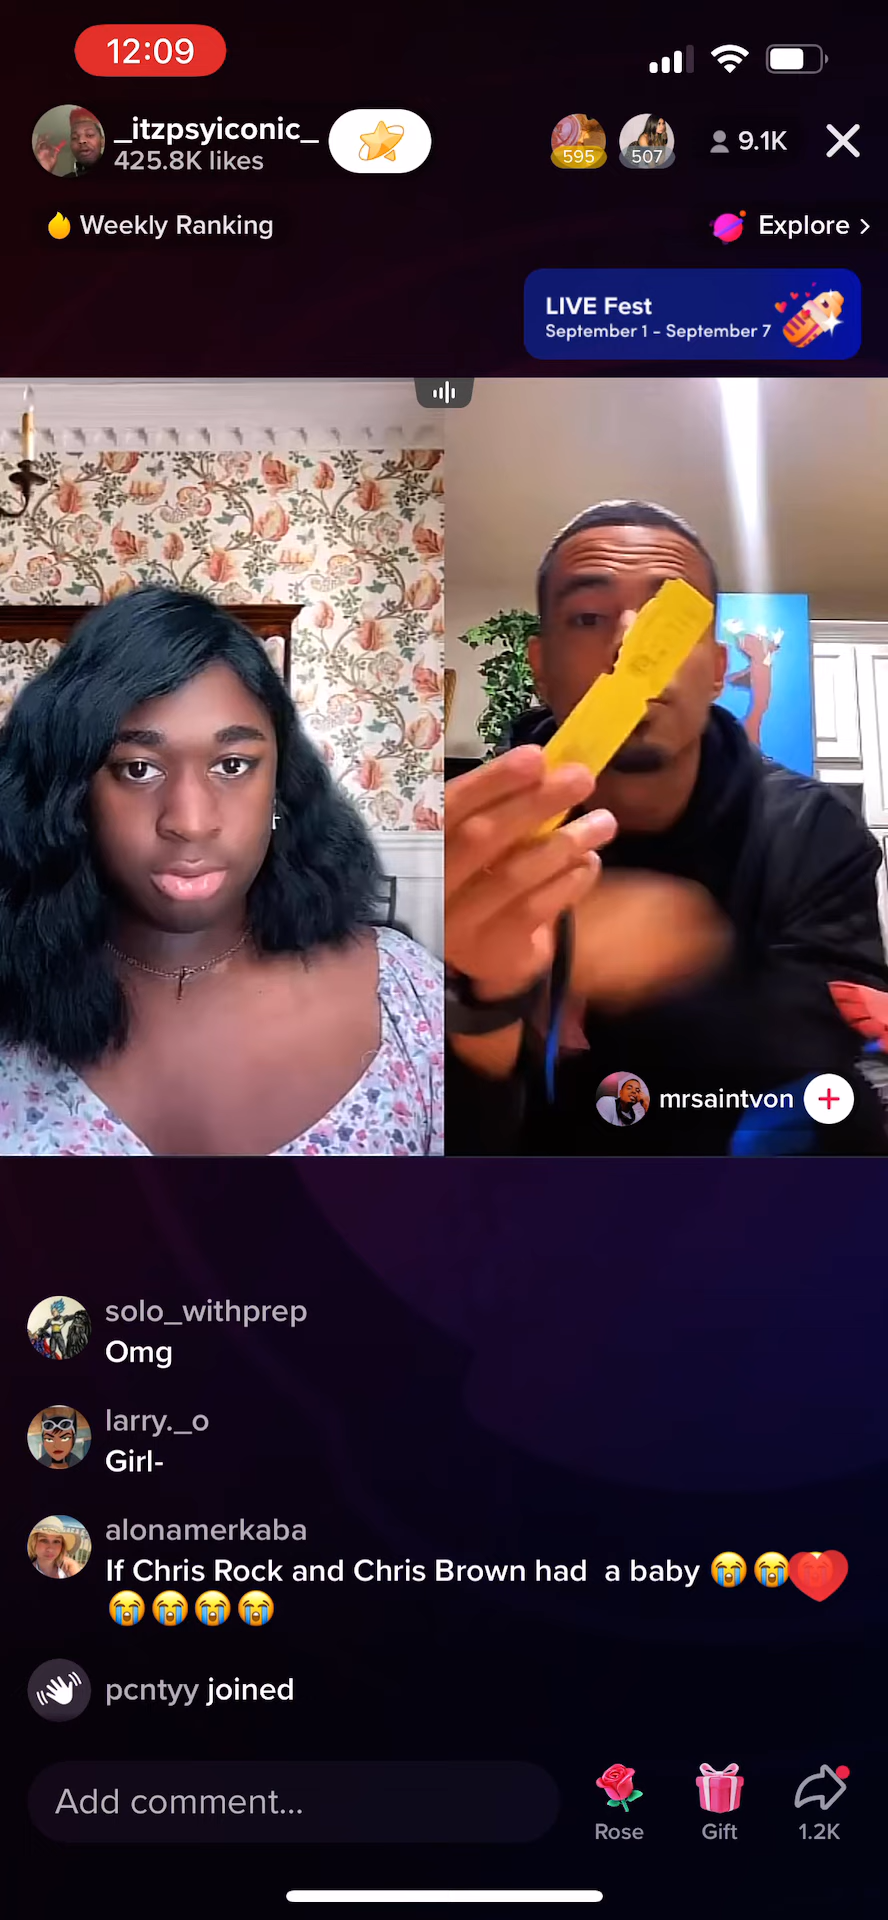 12:09
_itzpsyiconic_
425.8K likes
595
507
9.1K
Weekly Ranking
Explore >
LIVE Fest
September 1 - September 7
mrsaintvon
solo_withprep
Omg
larry._o
Girl-
alonamerkaba
If Chris Rock and Chris Brown had a baby 😭😭
😭😭😭😭
pcntyy joined
Add comment...
Rose
Gift
1.2K